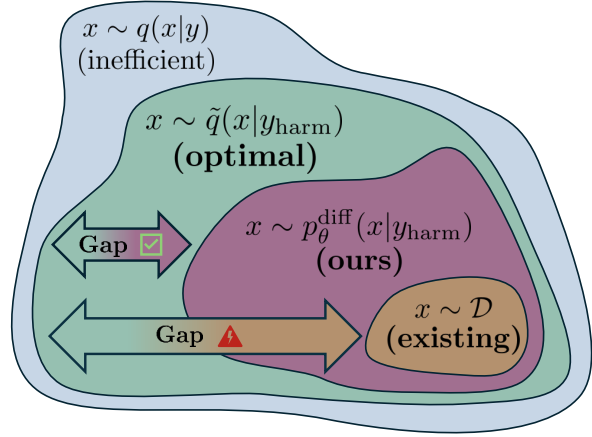 x ∼ q(x|y)
(inefficient)
x ∼ q̃(x|y_harm)
(optimal)
Gap
x ∼ p_θ^diff(x|y_harm)
(ours)
Gap
x ∼ 𝒟
(existing)